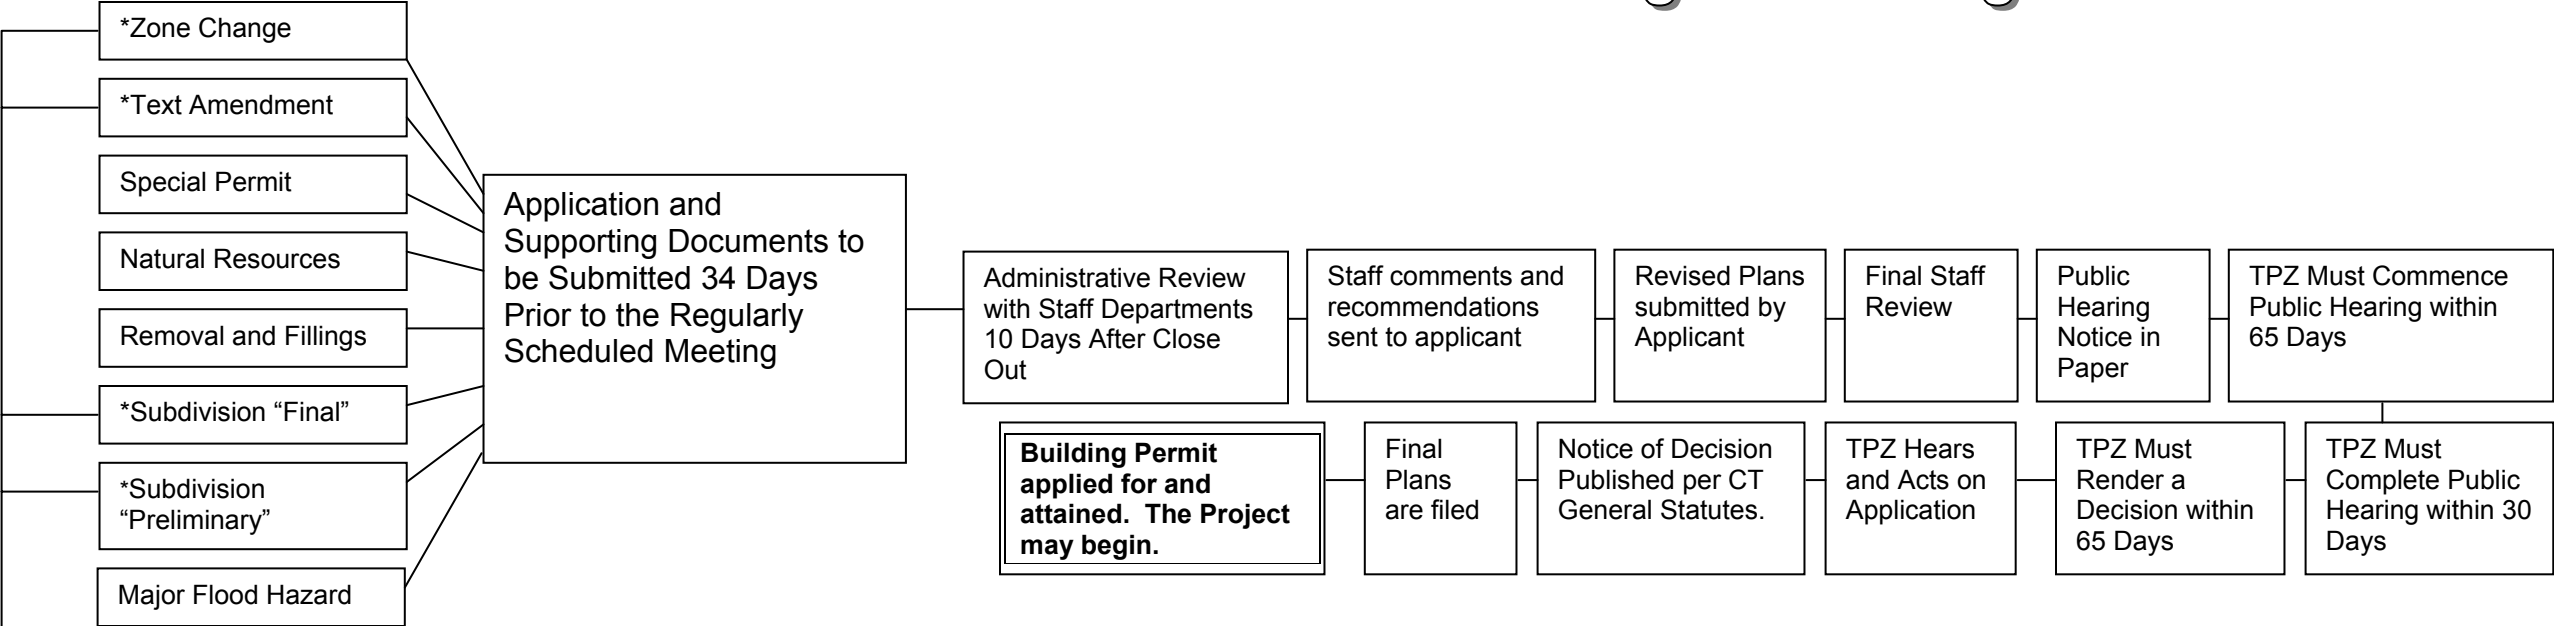 *Zone Change
*Text Amendment
Special Permit
Natural Resources
Removal and Fillings
*Subdivision “Final”
*Subdivision
“Preliminary”
Major Flood Hazard
Application and
Supporting Documents to
be Submitted 34 Days
Prior to the Regularly
Scheduled Meeting
Administrative Review
with Staff Departments
10 Days After Close
Out
Staff comments and
recommendations
sent to applicant
Revised Plans
submitted by
Applicant
Final Staff
Review
Public
Hearing
Notice in
Paper
TPZ Must Commence
Public Hearing within
65 Days
TPZ Must
Complete Public
Hearing within 30
Days
TPZ Must
Render a
Decision within
65 Days
TPZ Hears
and Acts on
Application
Notice of Decision
Published per CT
General Statutes.
Final
Plans
are filed
Building Permit
applied for and
attained.  The Project
may begin.